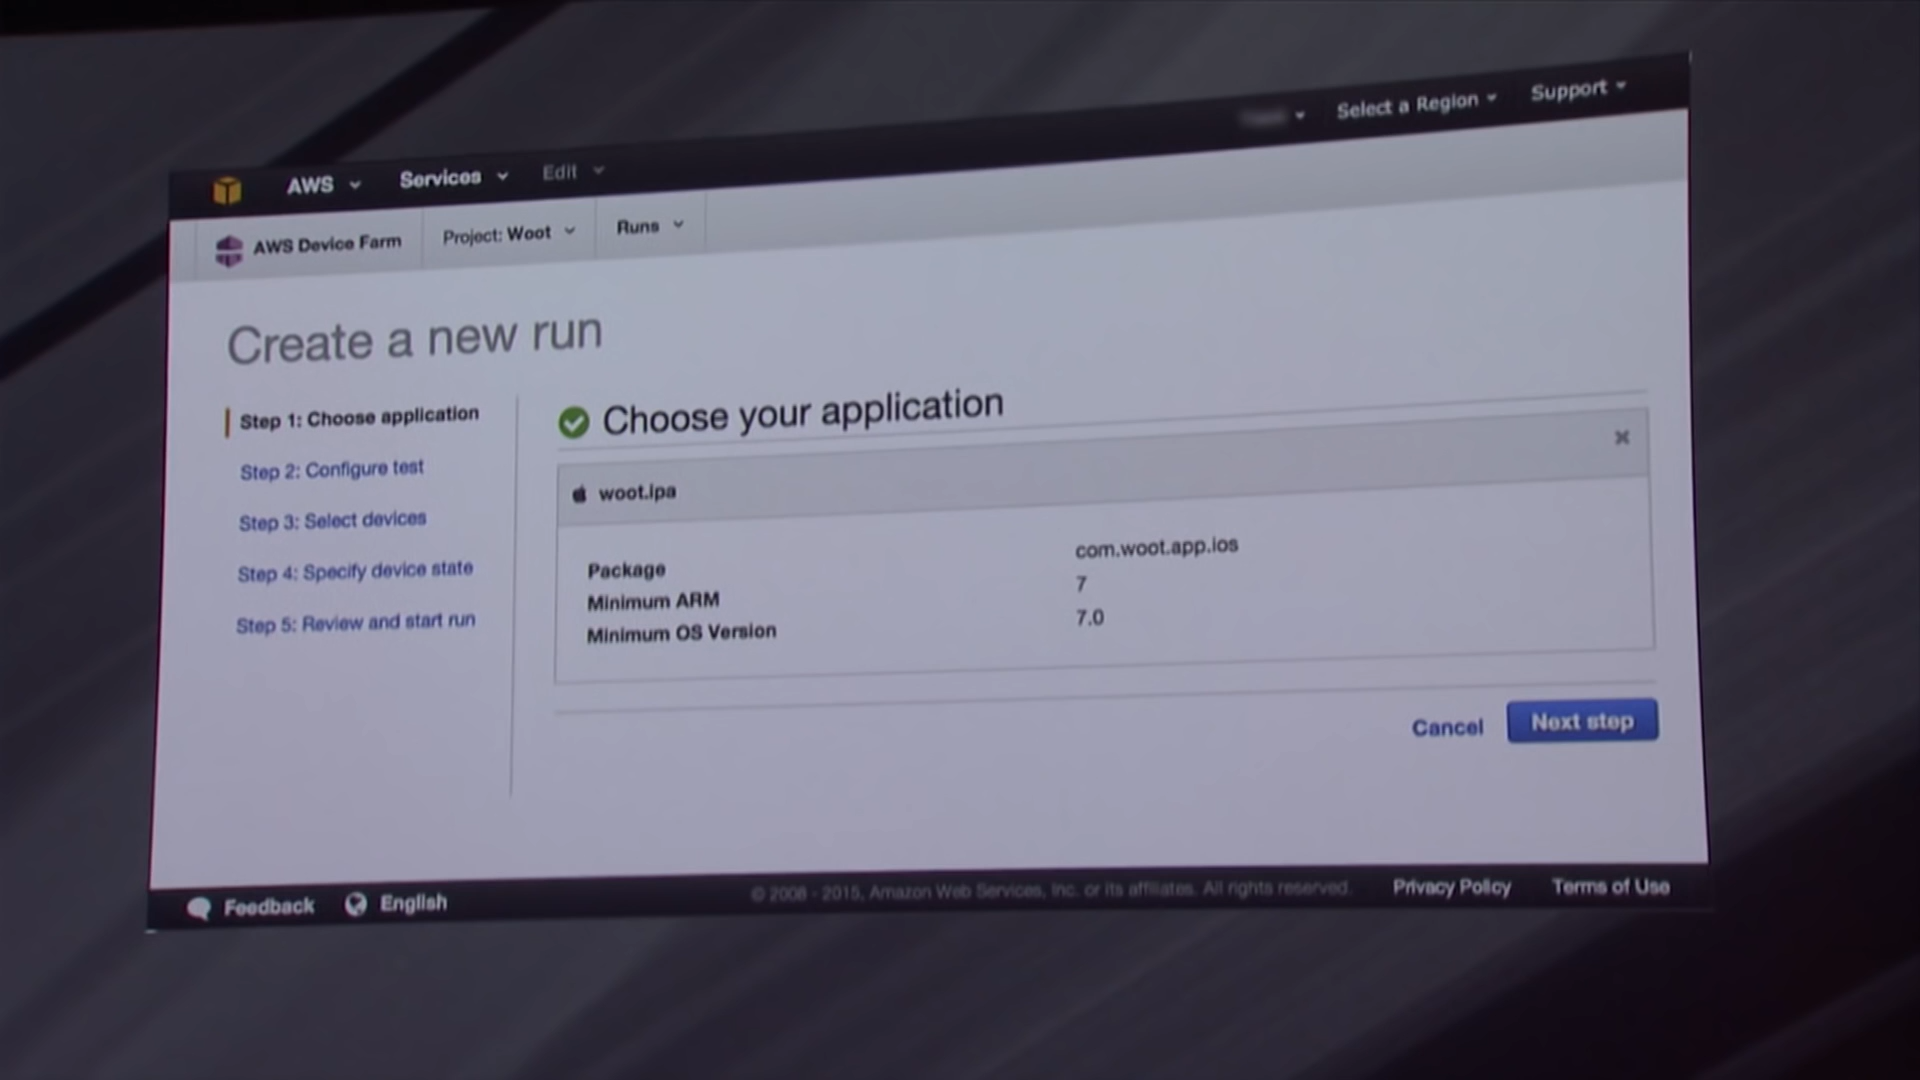 Select a Region
Support
AWS
Services
Edit
AWS Device Farm
Project: Woot
Runs
Create a new run
Step 1: Choose application
Step 2: Configure test
Step 3: Select devices
Step 4: Specify device state
Step 5: Review and start run
Choose your application
woot.ipa
Package com.woot.app.ios
Minimum ARM 7
Minimum OS Version 7.0
Cancel
Next step
Feedback
English
© 2008 - 2015, Amazon Web Services, Inc. or its affiliates. All rights reserved.
Privacy Policy
Terms of Use